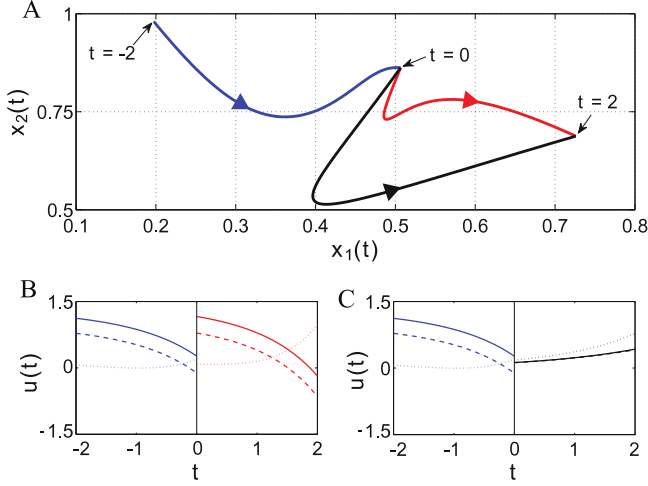 A
1
t = -2
t = 0
t = 2
0.75
x2(t)
0.5
0.1 0.2 0.3 0.4 0.5 0.6 0.7 0.8
x1(t)
B C
1.5 1.5
u(t) 0 u(t) 0
-1.5 -1.5
-2 -1 0 1 2 -2 -1 0 1 2
t t